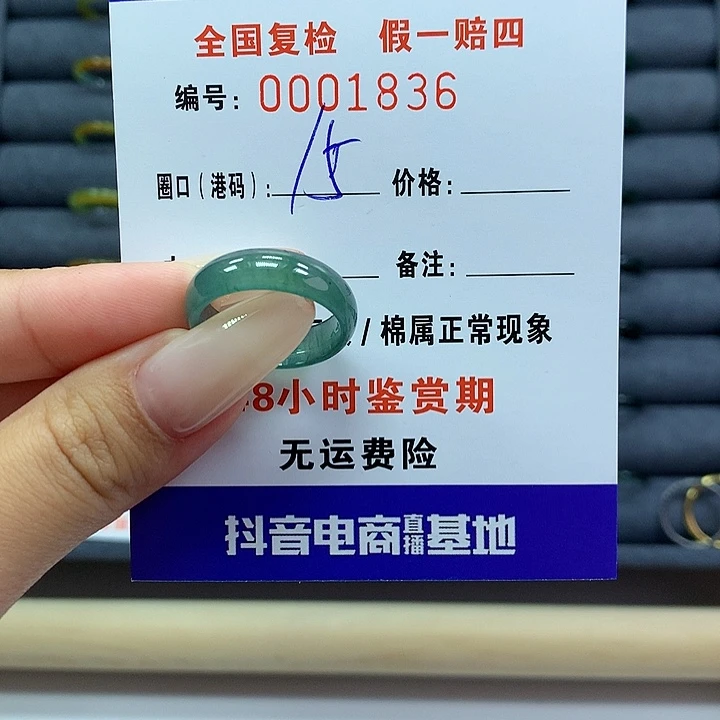 全国复检 假一赔四
编号: 0001836
圈口（港码）: 15 价格:
备注:
/棉属正常现象
8小时鉴赏期
无运费险
抖音电商直播基地